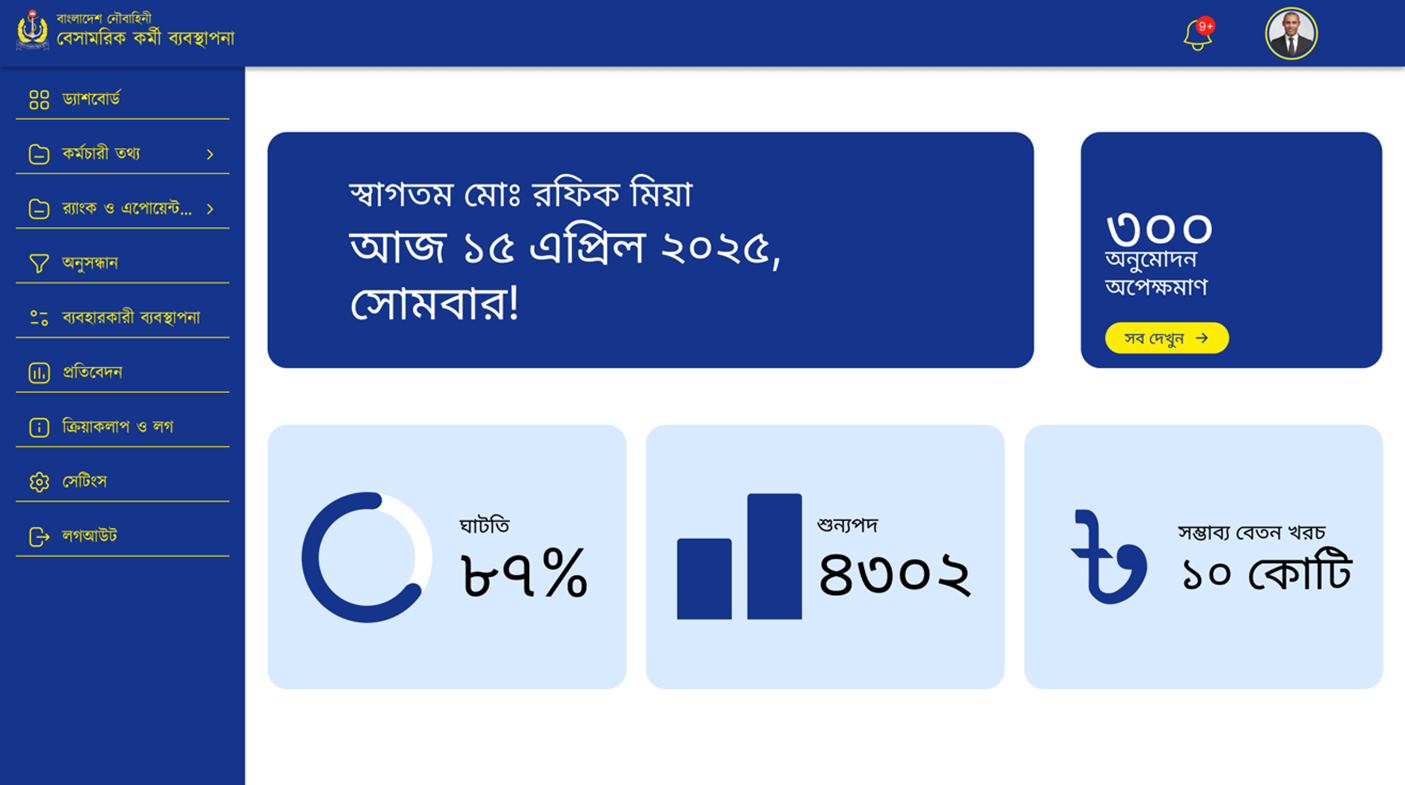 বাংলাদেশ নৌবাহিনী
বেসামরিক কর্মী ব্যবস্থাপনা
9+
ড্যাশবোর্ড
কর্মচারী তথ্য
র‍্যাংক ও এপোয়েন্ট...
অনুসন্ধান
ব্যবহারকারী ব্যবস্থাপনা
প্রতিবেদন
ক্রিয়াকলাপ ও লগ
সেটিংস
লগআউট
স্বাগতম মোঃ রফিক মিয়া
আজ ১৫ এপ্রিল ২০২৫,
সোমবার!
৩০০
অনুমোদন
অপেক্ষমাণ
সব দেখুন →
ঘাটতি
৮৭%
শুন্যপদ
৪৩০২
৳
সম্ভাব্য বেতন খরচ
১০ কোটি